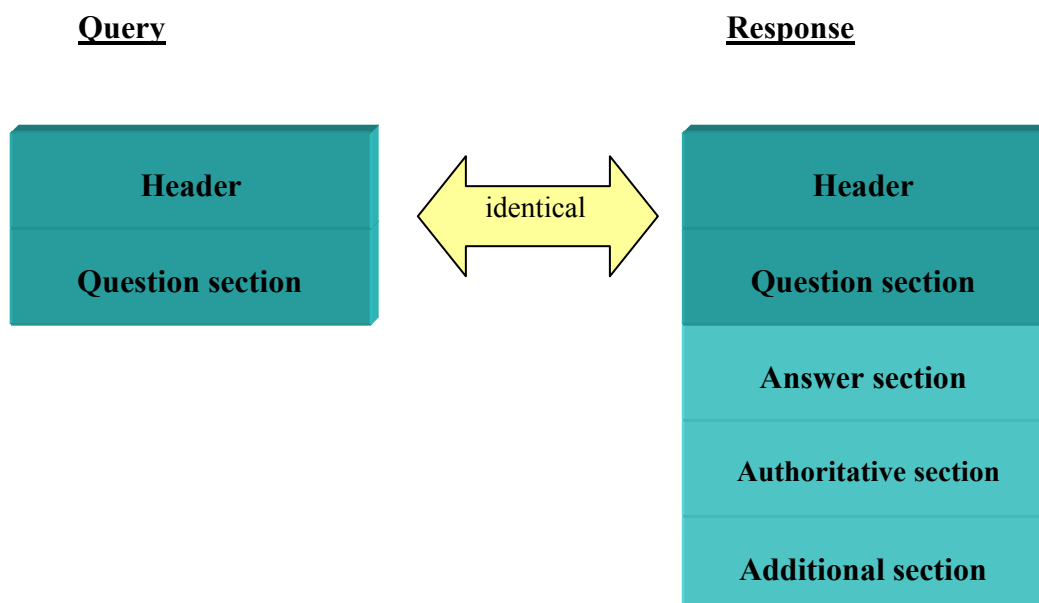 Query
Response
Header
identical
Header
Question section
Question section
Answer section
Authoritative section
Additional section